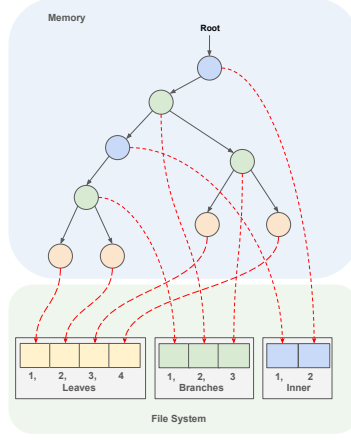 Memory
Root
1, 2, 3, 4
Leaves
1, 2, 3
Branches
1, 2
Inner
File System